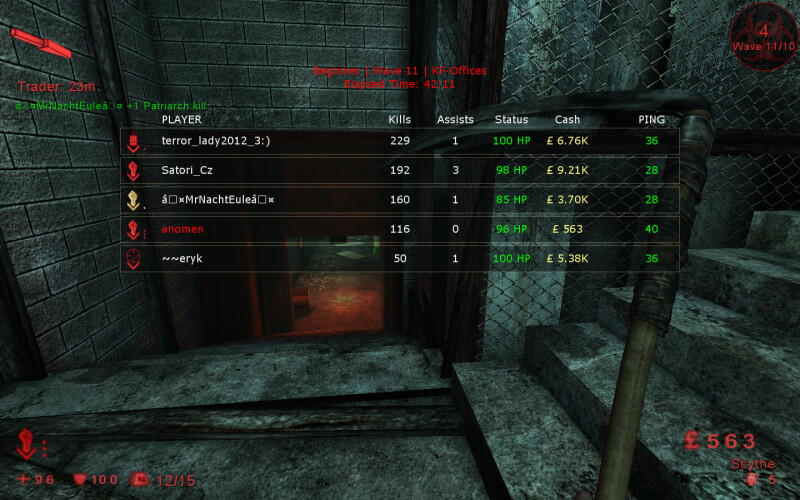 4
Wave 11/10
Trader: 23m
Beginner | Wave 11 | KF-Offices
Elapsed Time: 42:11
â ¤MrNachtEuleâ ¤ +1 Patriarch kill
PLAYER Kills Assists Status Cash PING
terror_lady2012_3:) 229 1 100 HP £ 6.76K 36
Satori_Cz 192 3 98 HP £ 9.21K 28
â□¤MrNachtEuleâ□¤ 160 1 85 HP £ 3.70K 28
anomen 116 0 96 HP £ 563 40
~~eryk 50 1 100 HP £ 5.38K 36
£ 563
Scythe
+ 96 100 12/15 5